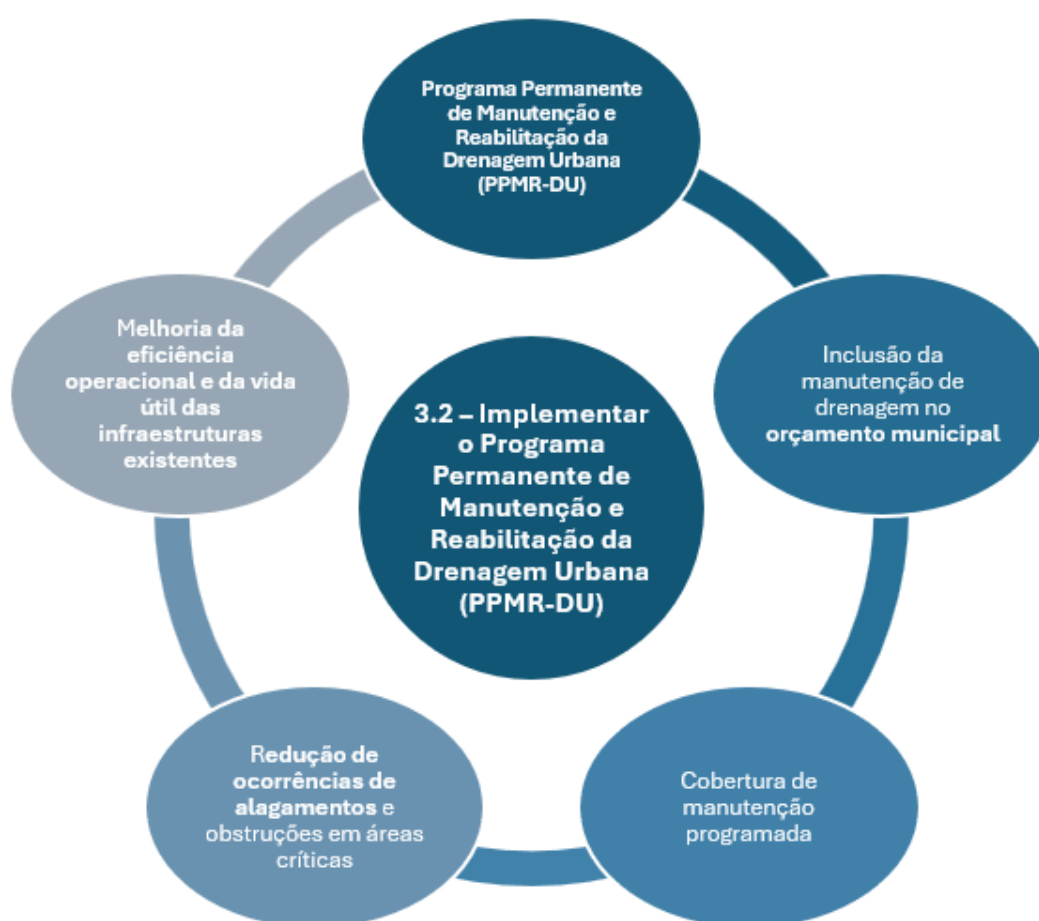 Programa Permanente
de Manutenção e
Reabilitação da
Drenagem Urbana
(PPMR-DU)
Inclusão da
manutenção de
drenagem no
orçamento municipal
Cobertura de
manutenção
programada
Redução de
ocorrências de
alagamentos e
obstruções em áreas
críticas
Melhoria da
eficiência
operacional e da vida
útil das
infraestruturas
existentes
3.2 – Implementar
o Programa
Permanente de
Manutenção e
Reabilitação da
Drenagem Urbana
(PPMR-DU)